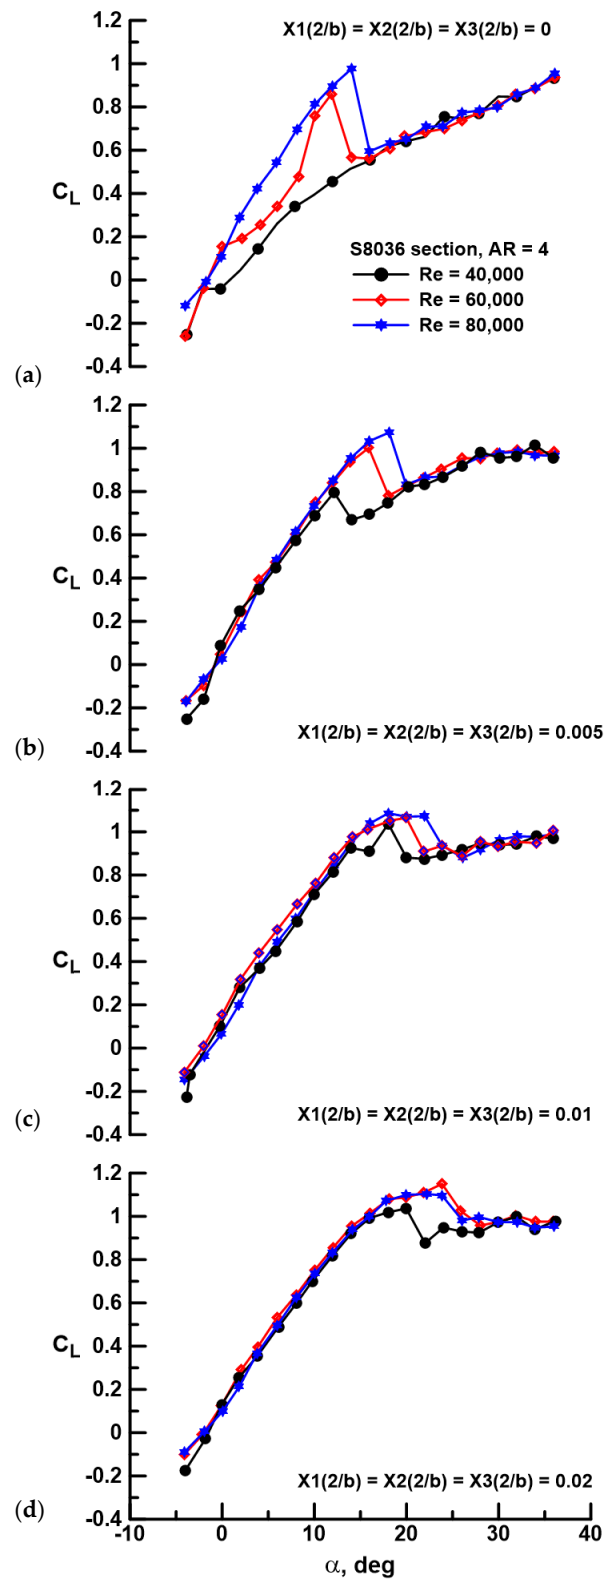 1.2
X1(2/b) = X2(2/b) = X3(2/b) = 0
1
0.8
0.6
CL
0.4
S8036 section, AR = 4
0.2
Re = 40,000
0
Re = 60,000
-0.2
Re = 80,000
-0.4
(a)
1.2
1
0.8
0.6
CL
0.4
0.2
0
-0.2
X1(2/b) = X2(2/b) = X3(2/b) = 0.005
(b)
-0.4
1.2
1
0.8
0.6
CL
0.4
0.2
0
-0.2
X1(2/b) = X2(2/b) = X3(2/b) = 0.01
(c)
-0.4
1.2
1
0.8
0.6
CL
0.4
0.2
0
-0.2
X1(2/b) = X2(2/b) = X3(2/b) = 0.02
(d)
-0.4
-10 0 10 20 30 40
α, deg